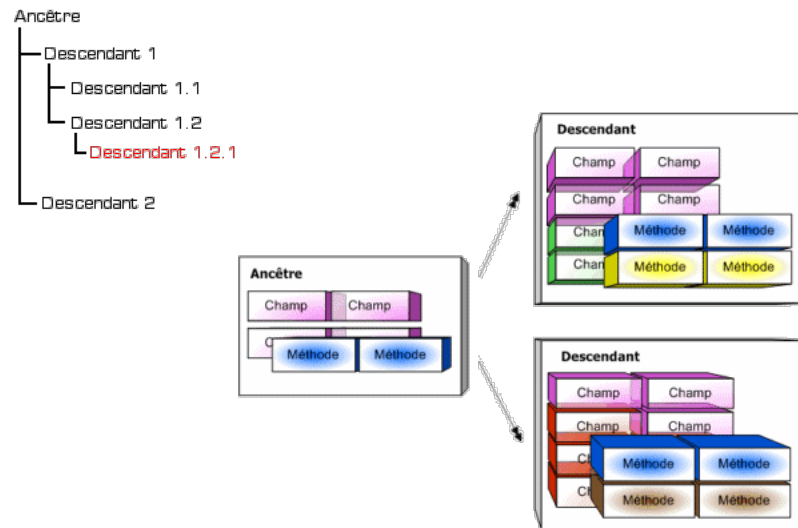 Ancêtre
Descendant 1
Descendant 1.1
Descendant 1.2
Descendant 1.2.1
Descendant 2
Ancêtre
Champ Champ
Méthode Méthode
Descendant
Champ Champ
Champ Champ
Méthode Méthode
Méthode Méthode
Descendant
Champ Champ
Champ Champ
Méthode Méthode
Méthode Méthode